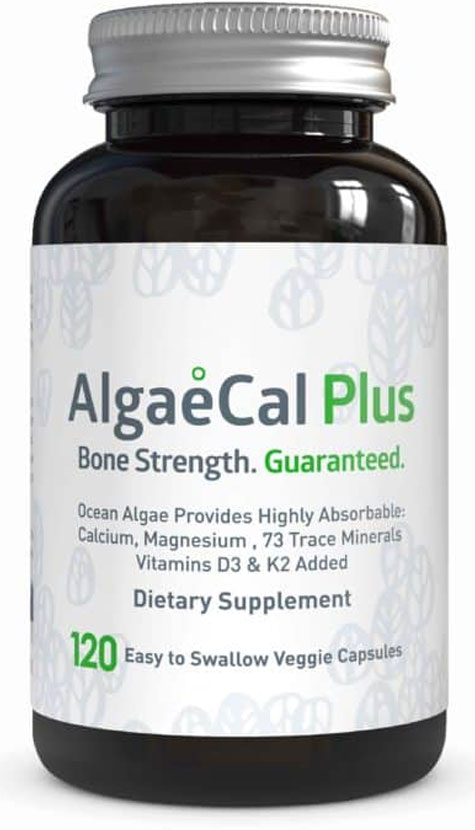 AlgaeCal Plus
Bone Strength. Guaranteed.
Ocean Algae Provides Highly Absorbable:
Calcium, Magnesium , 73 Trace Minerals
Vitamins D3 & K2 Added
Dietary Supplement
120 Easy to Swallow Veggie Capsules